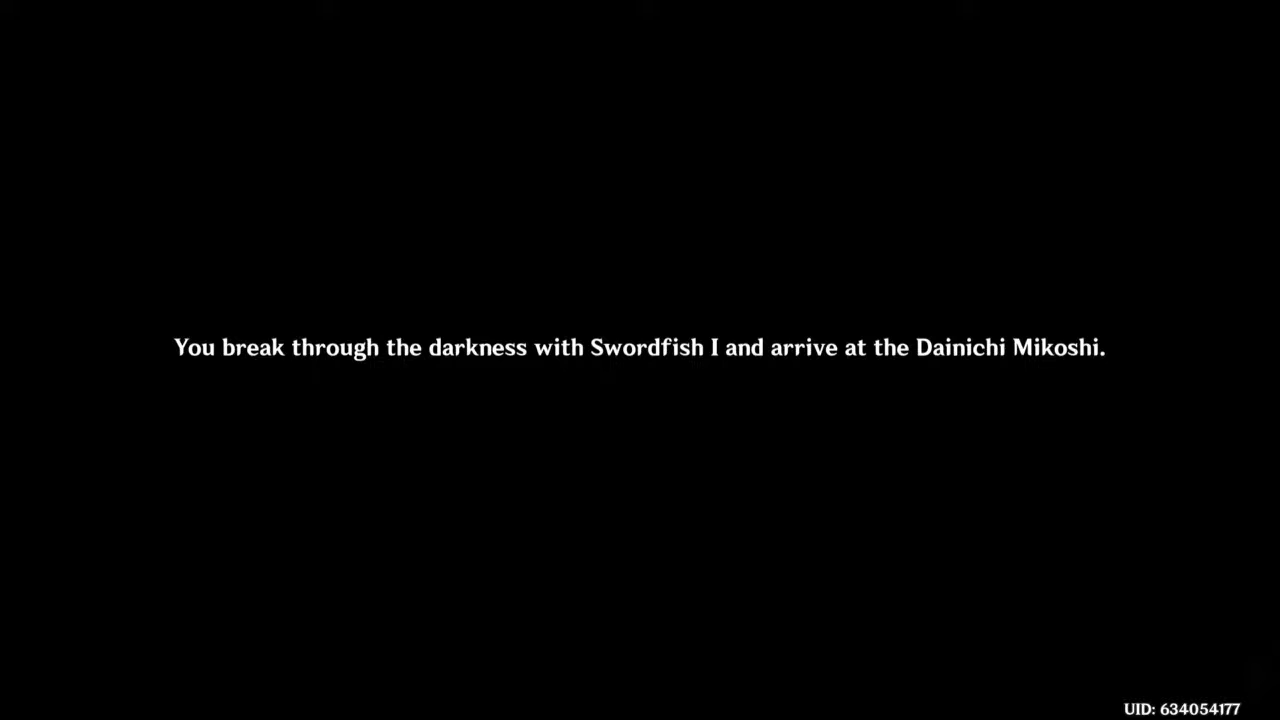 You break through the darkness with Swordfish I and arrive at the Dainichi Mikoshi.
UID: 634054177